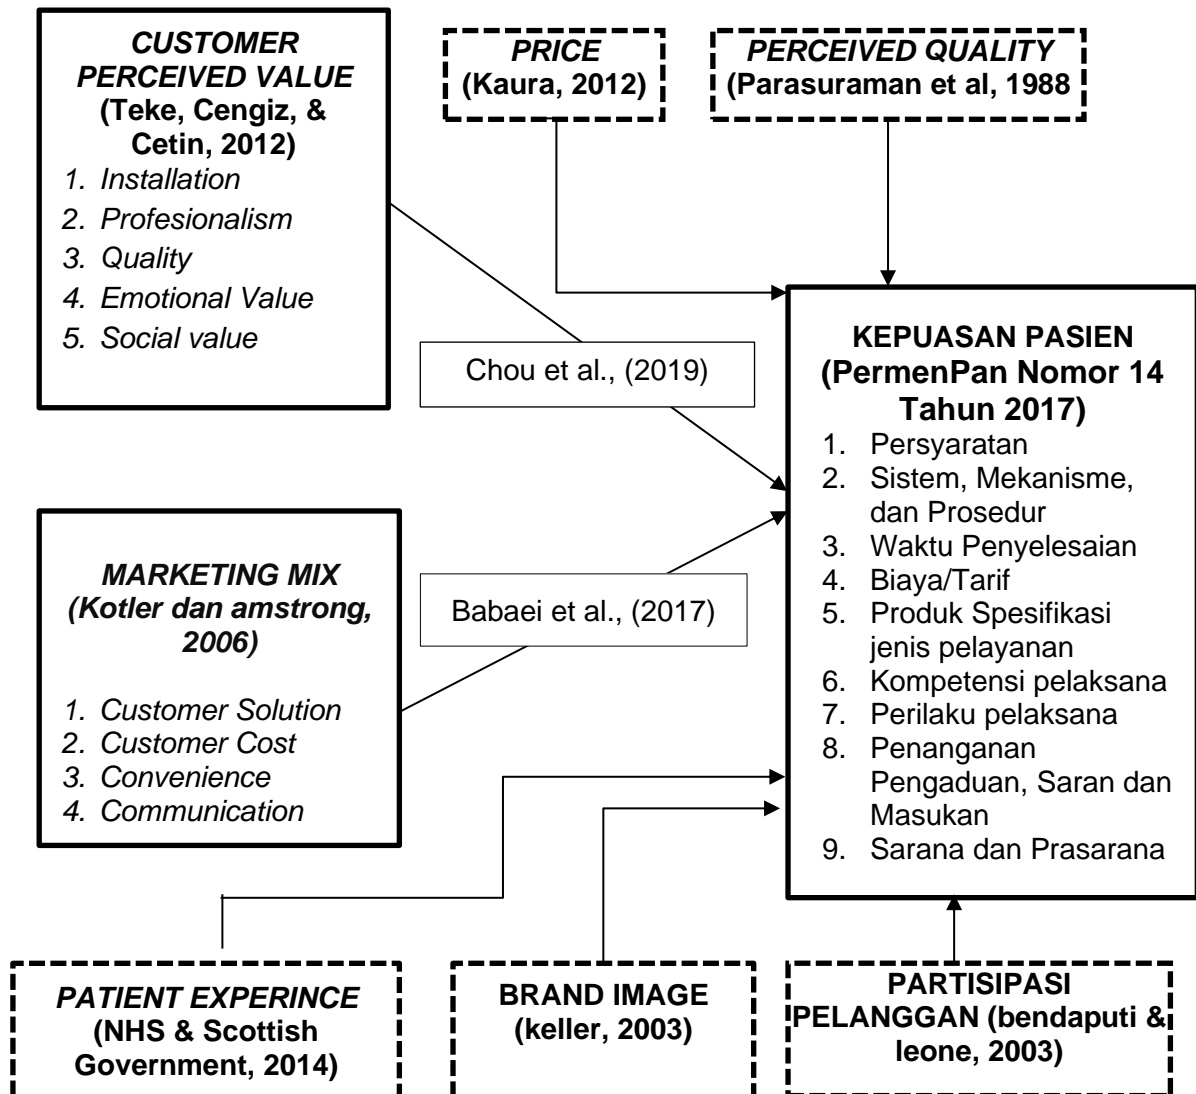 CUSTOMER
PERCEIVED VALUE
(Teke, Cengiz, &
Cetin, 2012)
1. Installation
2. Profesionalism
3. Quality
4. Emotional Value
5. Social value
PRICE
(Kaura, 2012)
PERCEIVED QUALITY
(Parasuraman et al, 1988
Chou et al., (2019)
KEPUASAN PASIEN
(PermenPan Nomor 14
Tahun 2017)
1. Persyaratan
2. Sistem, Mekanisme,
dan Prosedur
3. Waktu Penyelesaian
4. Biaya/Tarif
5. Produk Spesifikasi
jenis pelayanan
6. Kompetensi pelaksana
7. Perilaku pelaksana
8. Penanganan
Pengaduan, Saran dan
Masukan
9. Sarana dan Prasarana
MARKETING MIX
(Kotler dan amstrong,
2006)
1. Customer Solution
2. Customer Cost
3. Convenience
4. Communication
Babaei et al., (2017)
PATIENT EXPERINCE
(NHS & Scottish
Government, 2014)
BRAND IMAGE
(keller, 2003)
PARTISIPASI
PELANGGAN (bendaputi &
leone, 2003)